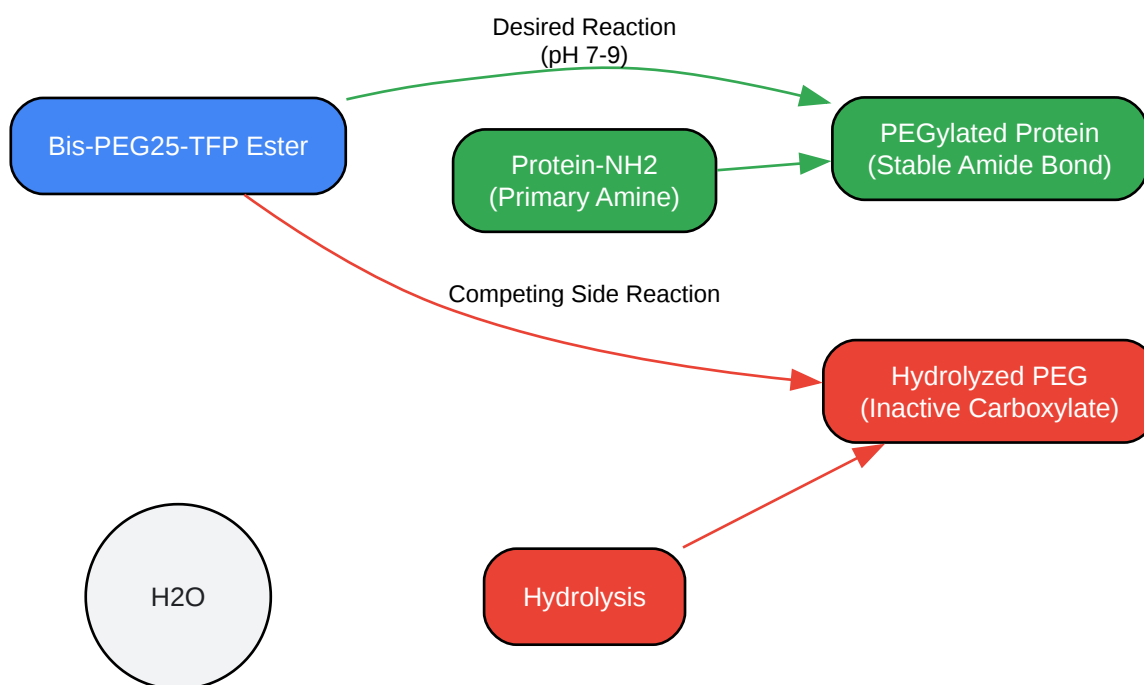 Desired Reaction
(pH 7-9)
Bis-PEG25-TFP Ester
Protein-NH2
(Primary Amine)
PEGylated Protein
(Stable Amide Bond)
Competing Side Reaction
Hydrolyzed PEG
(Inactive Carboxylate)
H2O
Hydrolysis